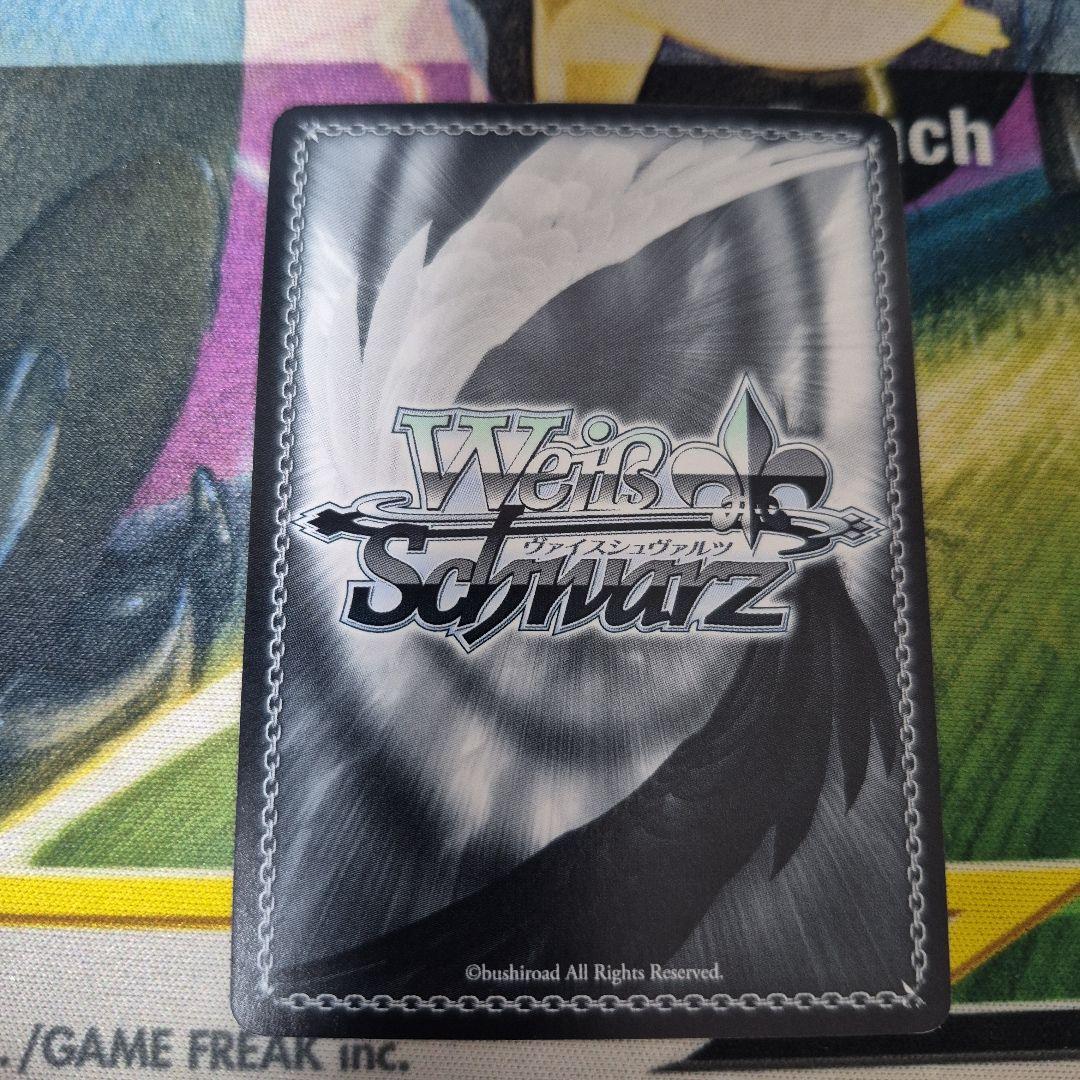 nch
Weiß
ヴァイスシュヴァルツ
Schwarz
©bushiroad All Rights Reserved.
./GAME FREAK inc.